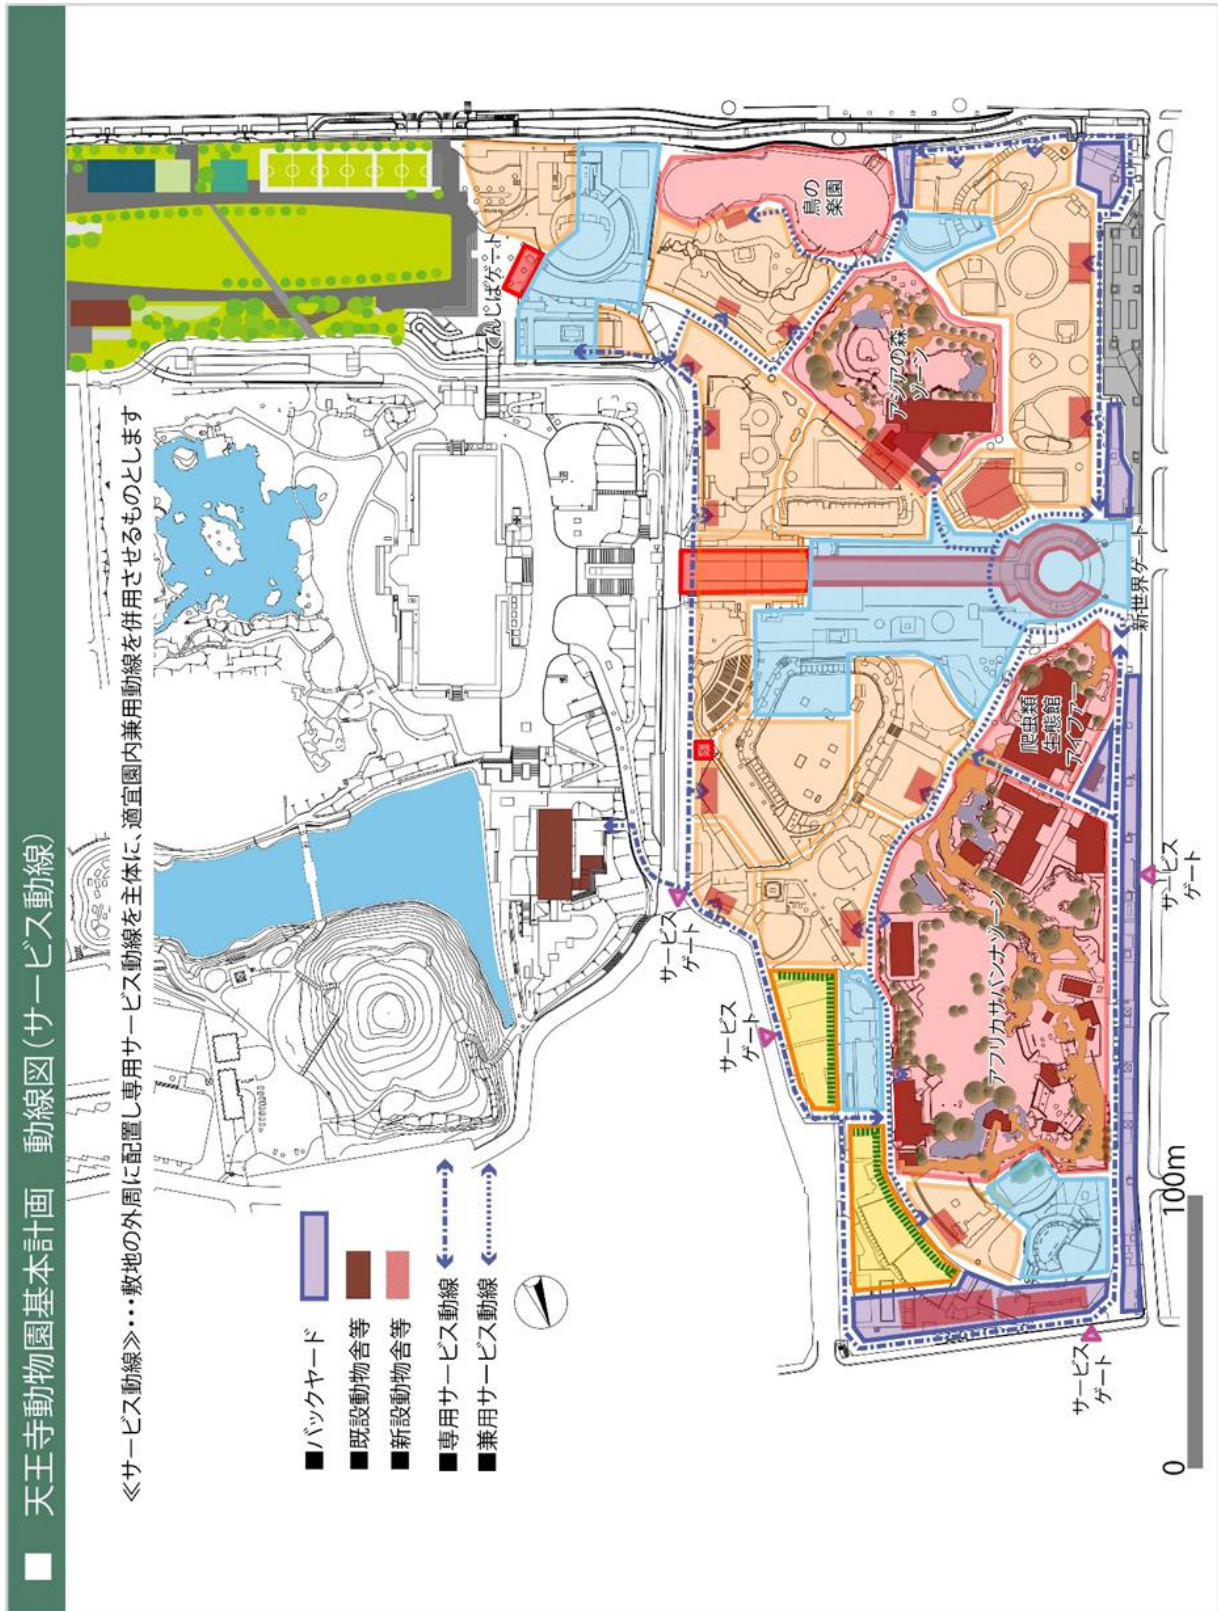 ■ 天王寺動物園基本計画 動線図(サービス動線)
≪サービス動線≫・・・敷地の外周に配置し専用サービス動線を主体に、適宜園内兼用動線を併用させるものとします
■バックヤード
■既設動物舎等
■新設動物舎等
■専用サービス動線
■兼用サービス動線
てんしばゲート
鳥の
楽園
アジアの森
ゾーン
新世界ゲート
爬虫類
生態館
アイファー
アフリカサバンナゾーン
サービス
ゲート
サービス
ゲート
サービス
ゲート
サービス
ゲート
0
100m